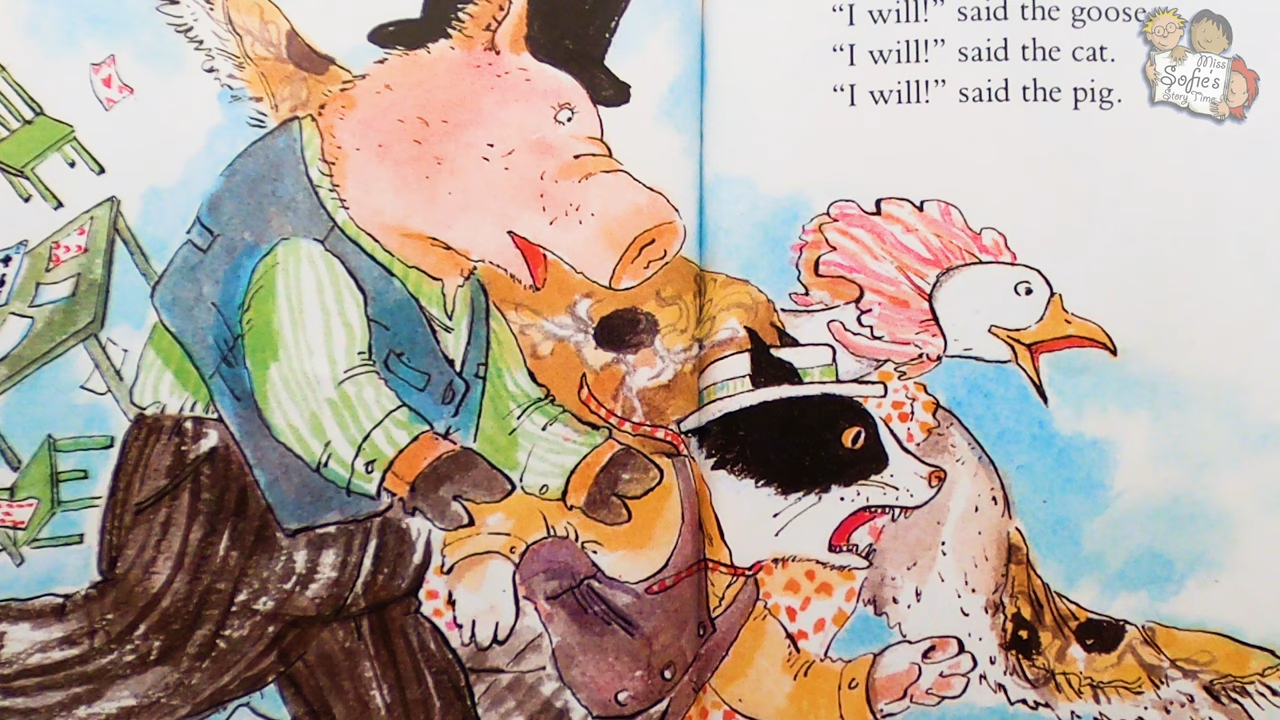 “I will!” said the goose.
“I will!” said the cat.
“I will!” said the pig.
Miss
Sofie's
Story Time